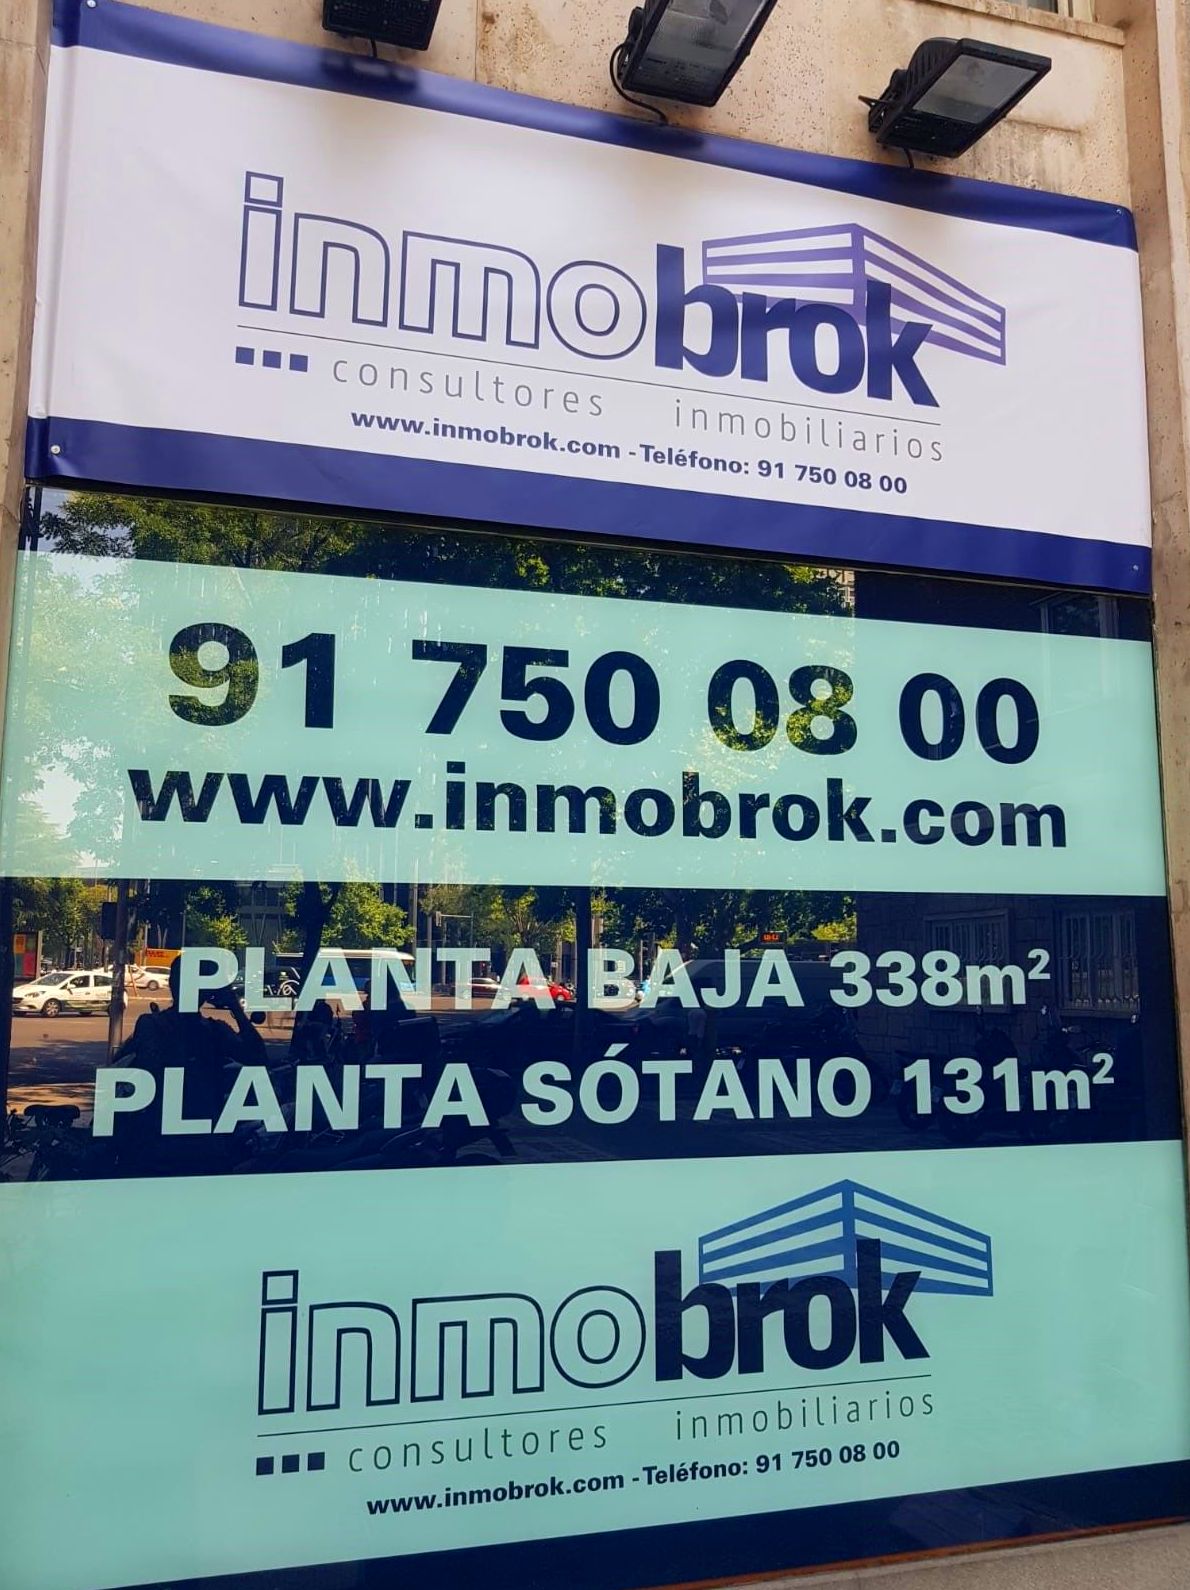 inmobrok
consultores inmobiliarios
www.inmobrok.com - Teléfono: 91 750 08 00
91 750 08 00
www.inmobrok.com
PLANTA BAJA 338m²
PLANTA SÓTANO 131m²
inmobrok
consultores inmobiliarios
www.inmobrok.com - Teléfono: 91 750 08 00